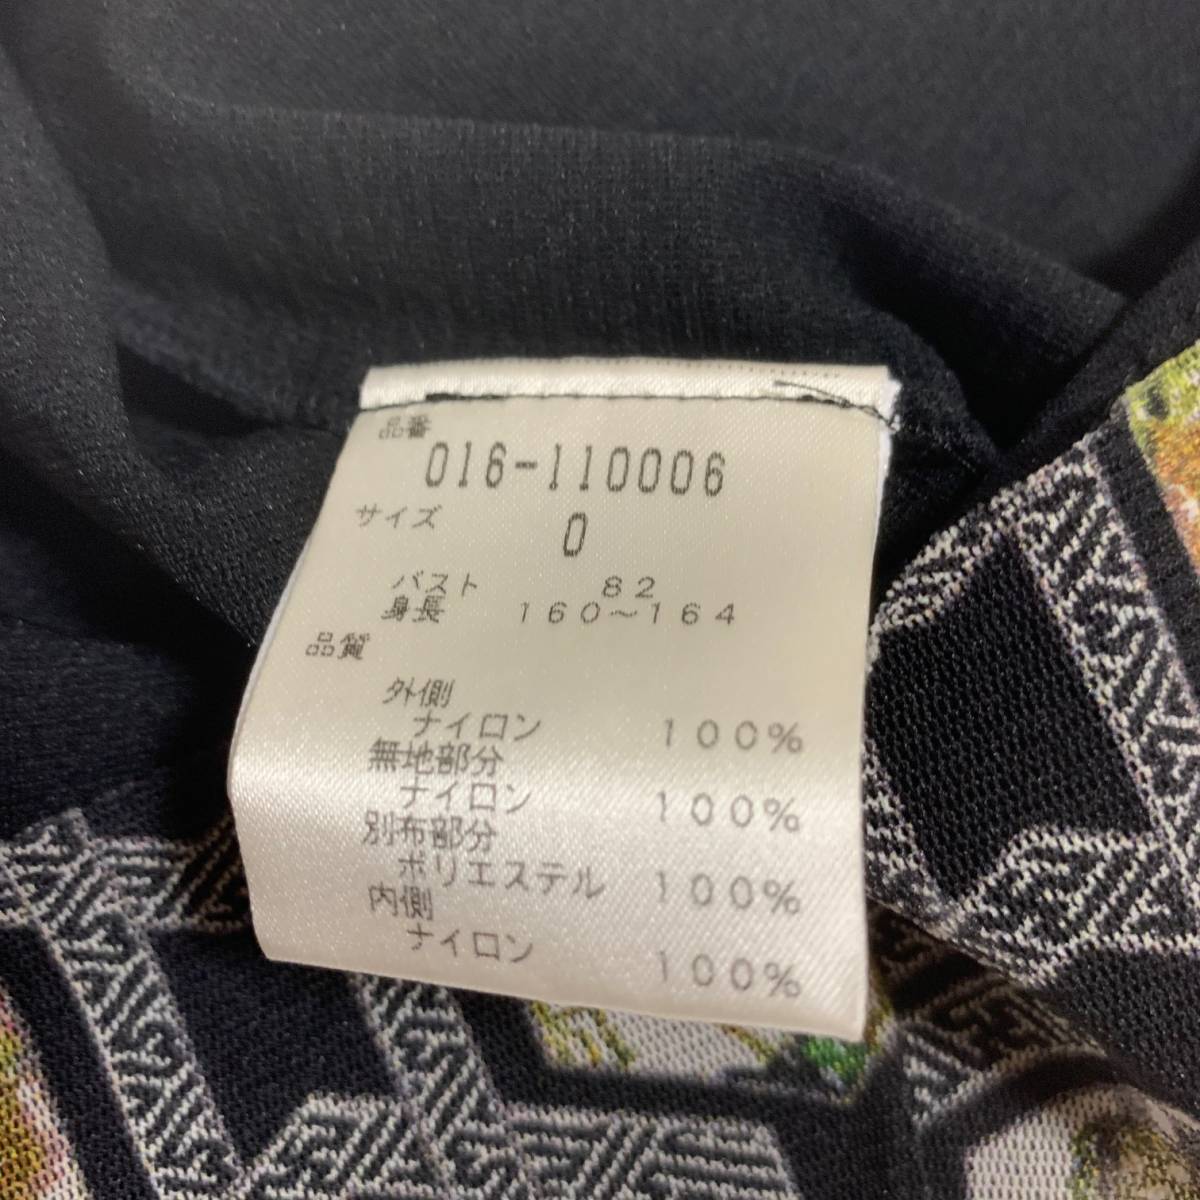 品番
016-110006
サイズ
0
バスト 82
身長 160~164
品質
外側
ナイロン 100%
無地部分
ナイロン 100%
別布部分
ポリエステル 100%
内側
ナイロン 100%